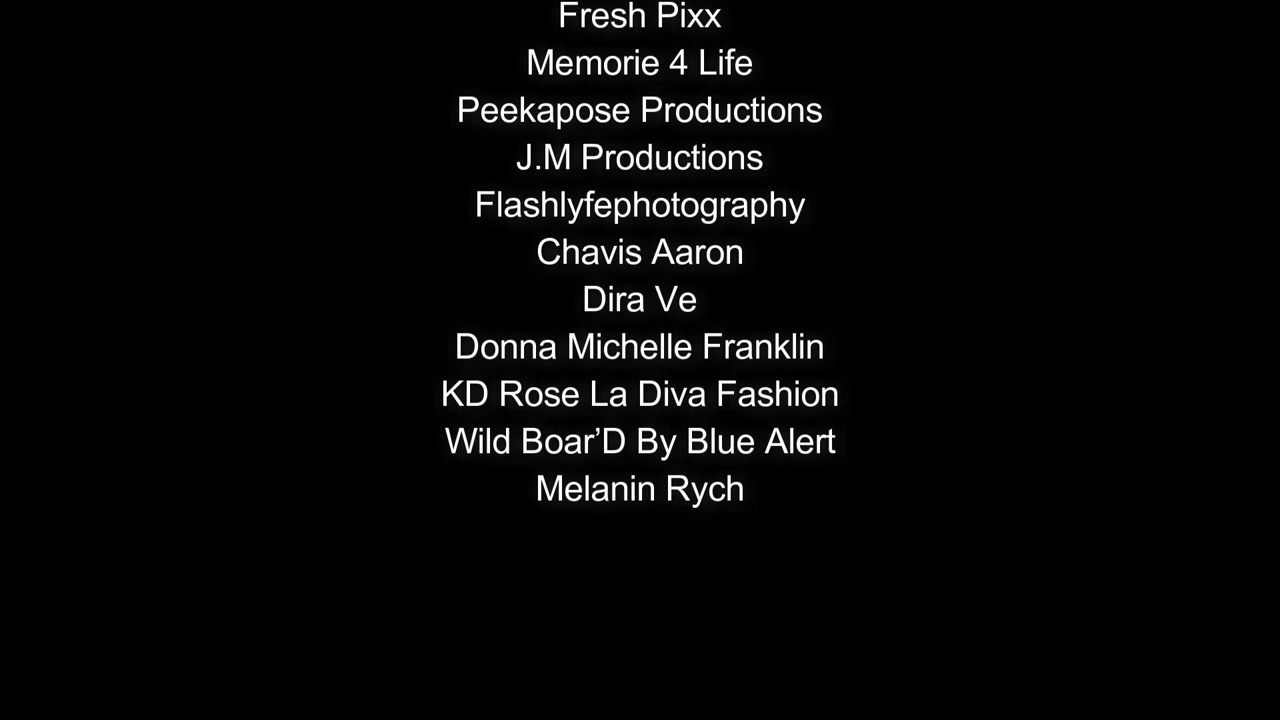 Fresh Pixx
Memorie 4 Life
Peekapose Productions
J.M Productions
Flashlyfephotography
Chavis Aaron
Dira Ve
Donna Michelle Franklin
KD Rose La Diva Fashion
Wild Boar’D By Blue Alert
Melanin Rych